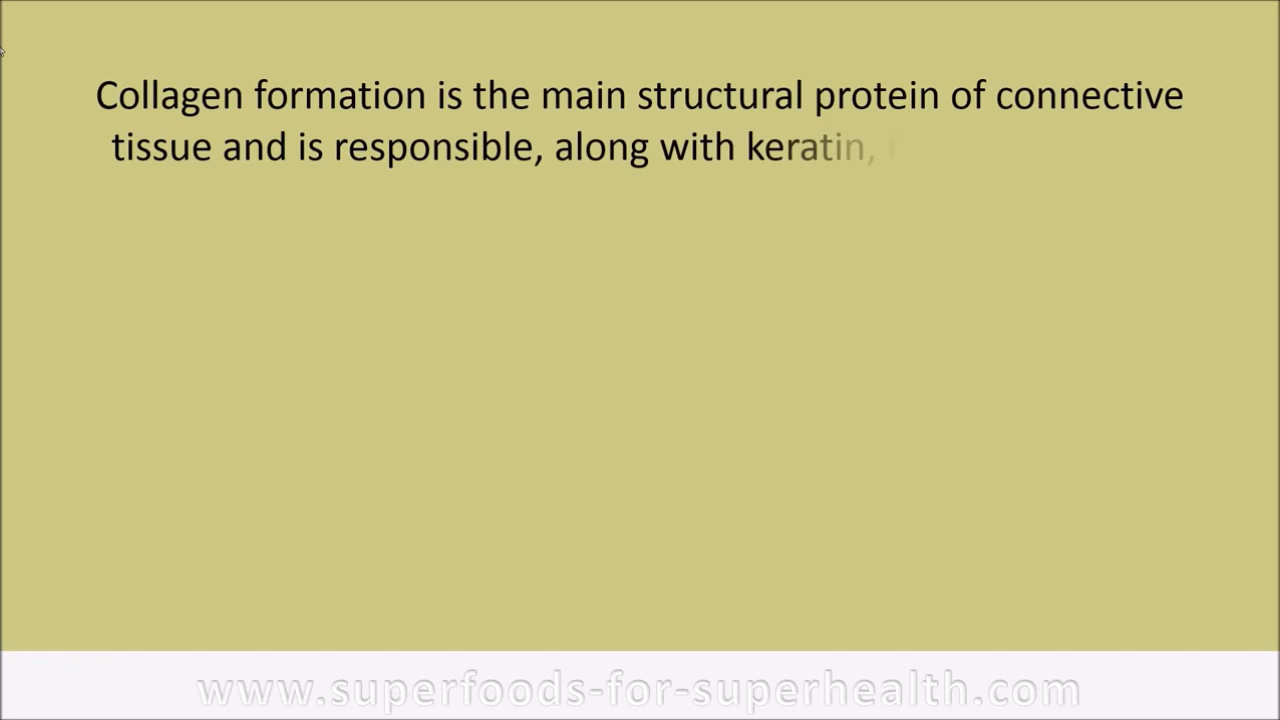 Collagen formation is the main structural protein of connective
tissue and is responsible, along with keratin,
www.superfoods-for-superhealth.com